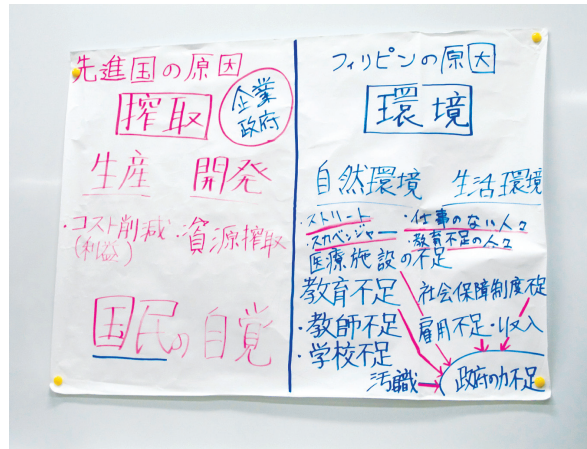 先進国の原因
搾取
企業
政府
生産 開発
・コスト削減 ・資源搾取
(利益)
国民の自覚
フィリピンの原因
環境
自然環境 生活環境
・ストリート ・仕事のない人々
・スカベンジャー ・教育不足の人々
医療施設の不足
教育不足 社会保障制度不足
・教師不足 雇用不足・収入
・学校不足
汚職→ 政府の力不足